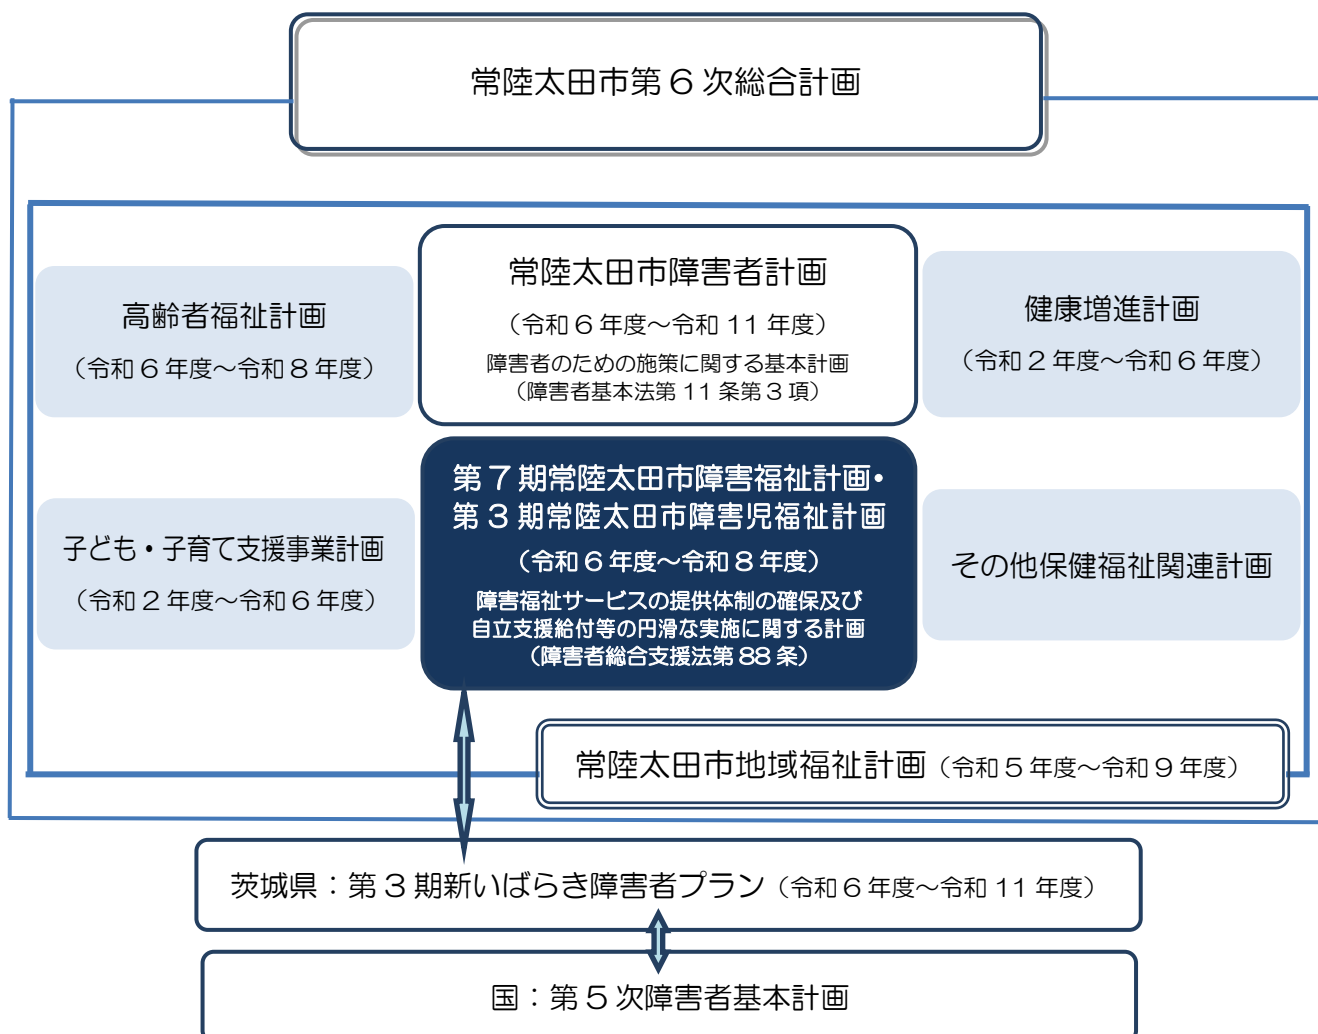 常陸太田市第６次総合計画
常陸太田市障害者計画
（令和６年度～令和11年度）
障害者のための施策に関する基本計画
（障害者基本法第11条第３項）
高齢者福祉計画
（令和６年度～令和８年度）
健康増進計画
（令和２年度～令和６年度）
第７期常陸太田市障害福祉計画・
第３期常陸太田市障害児福祉計画
（令和６年度～令和８年度）
障害福祉サービスの提供体制の確保及び
自立支援給付等の円滑な実施に関する計画
（障害者総合支援法第88条）
子ども・子育て支援事業計画
（令和２年度～令和６年度）
その他保健福祉関連計画
常陸太田市地域福祉計画（令和５年度～令和９年度）
茨城県：第３期新いばらき障害者プラン（令和６年度～令和11年度）
国：第５次障害者基本計画